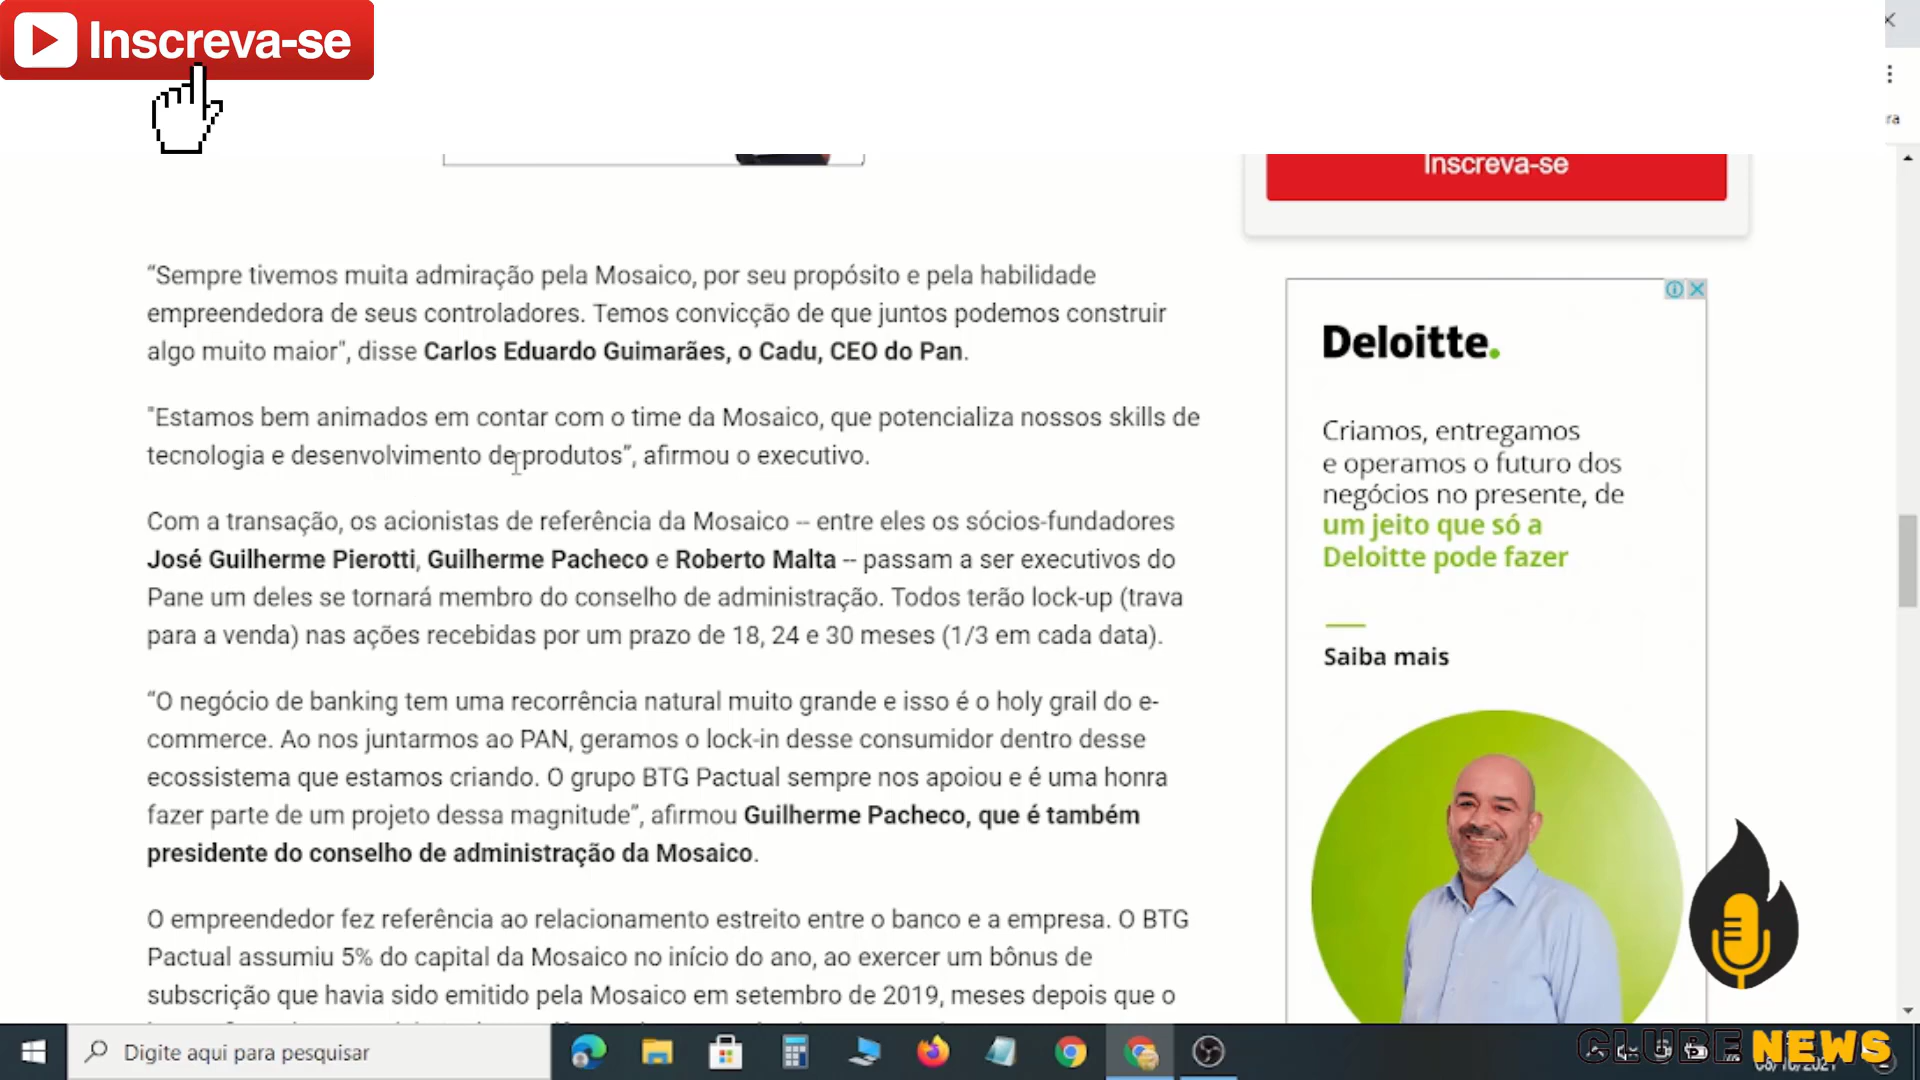 Inscreva-se
ra
Inscreva-se
“Sempre tivemos muita admiração pela Mosaico, por seu propósito e pela habilidade
empreendedora de seus controladores. Temos convicção de que juntos podemos construir
algo muito maior", disse Carlos Eduardo Guimarães, o Cadu, CEO do Pan.
"Estamos bem animados em contar com o time da Mosaico, que potencializa nossos skills de
tecnologia e desenvolvimento de produtos”, afirmou o executivo.
Com a transação, os acionistas de referência da Mosaico -- entre eles os sócios-fundadores
José Guilherme Pierotti, Guilherme Pacheco e Roberto Malta -- passam a ser executivos do
Pane um deles se tornará membro do conselho de administração. Todos terão lock-up (trava
para a venda) nas ações recebidas por um prazo de 18, 24 e 30 meses (1/3 em cada data).
“O negócio de banking tem uma recorrência natural muito grande e isso é o holy grail do e-
commerce. Ao nos juntarmos ao PAN, geramos o lock-in desse consumidor dentro desse
ecossistema que estamos criando. O grupo BTG Pactual sempre nos apoiou e é uma honra
fazer parte de um projeto dessa magnitude”, afirmou Guilherme Pacheco, que é também
presidente do conselho de administração da Mosaico.
O empreendedor fez referência ao relacionamento estreito entre o banco e a empresa. O BTG
Pactual assumiu 5% do capital da Mosaico no início do ano, ao exercer um bônus de
subscrição que havia sido emitido pela Mosaico em setembro de 2019, meses depois que o
Deloitte.
Criamos, entregamos
e operamos o futuro dos
negócios no presente, de
um jeito que só a
Deloitte pode fazer
Saiba mais
Digite aqui para pesquisar
CLUBE NEWS